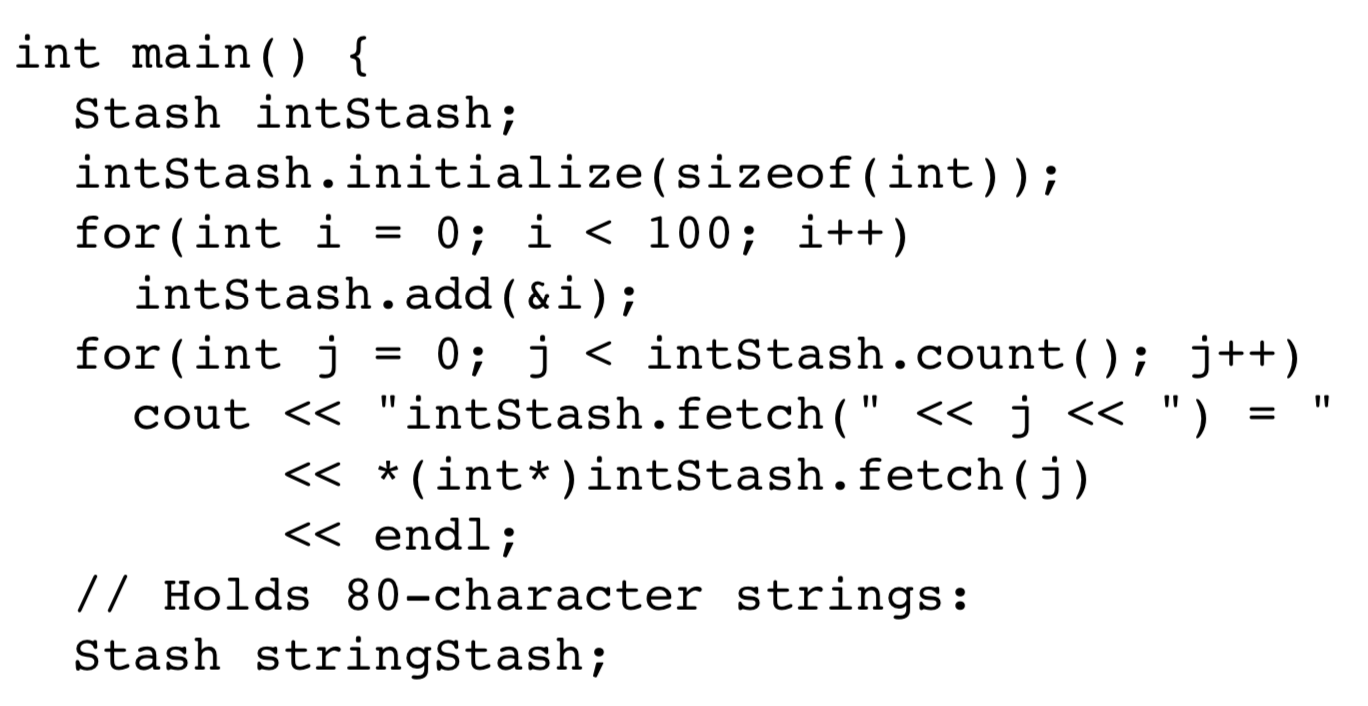 int main() {
  Stash intStash;
  intStash.initialize(sizeof(int));
  for(int i = 0; i < 100; i++)
    intStash.add(&i);
  for(int j = 0; j < intStash.count(); j++)
    cout << "intStash.fetch(" << j << ") = "
         << *(int*)intStash.fetch(j)
         << endl;
  // Holds 80-character strings:
  Stash stringStash;